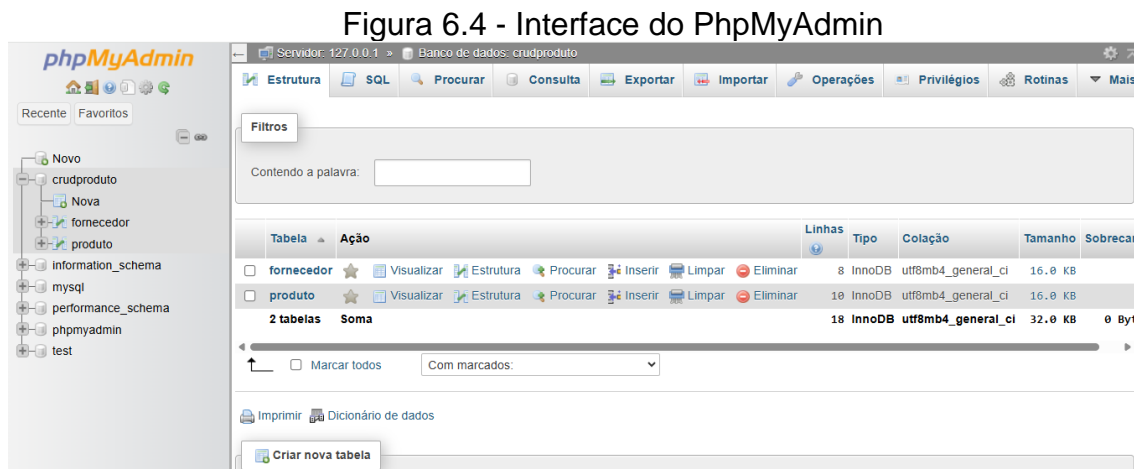 Figura 6.4 - Interface do PhpMyAdmin
phpMyAdmin
Recente Favoritos
Novo
crudproduto
Nova
fornecedor
produto
information_schema
mysql
performance_schema
phpmyadmin
test
Servidor: 127.0.0.1 » Banco de dados: crudproduto
Estrutura SQL Procurar Consulta Exportar Importar Operações Privilégios Rotinas Mais
Filtros
Contendo a palavra:
Tabela Ação Linhas Tipo Colação Tamanho Sobrecar
fornecedor Visualizar Estrutura Procurar Inserir Limpar Eliminar 8 InnoDB utf8mb4_general_ci 16.0 KB
produto Visualizar Estrutura Procurar Inserir Limpar Eliminar 10 InnoDB utf8mb4_general_ci 16.0 KB
2 tabelas Soma 18 InnoDB utf8mb4_general_ci 32.0 KB 0 Byt
Marcar todos Com marcados:
Imprimir Dicionário de dados
Criar nova tabela